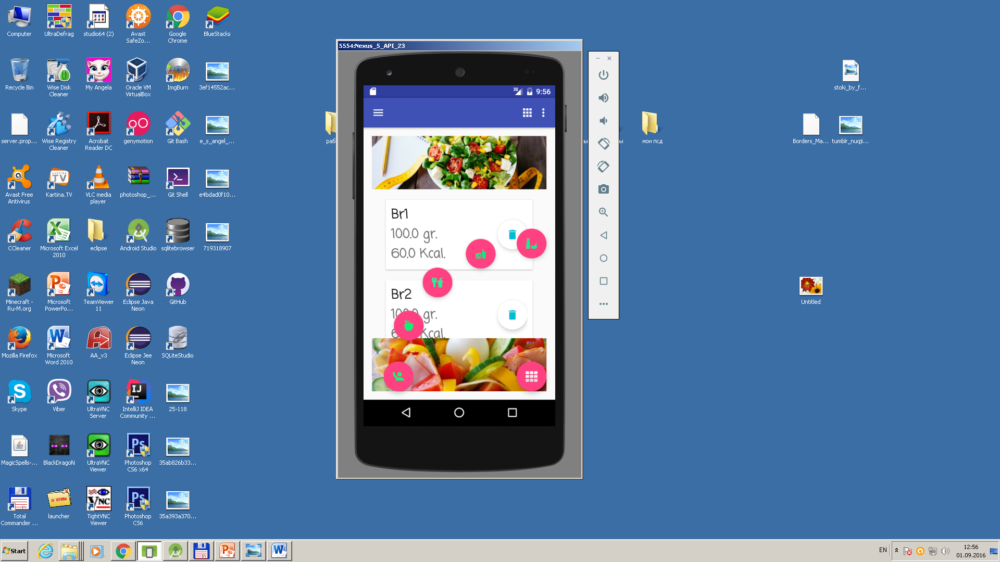 Computer
UltraDefrag
studio64 (2)
Avast
SafeZo...
Google
Chrome
BlueStacks
Recycle Bin
Wise Disk
Cleaner
My Angela
Oracle VM
VirtualBox
ImgBurn
3ef14552ac...
server.prop...
Wise Registry
Cleaner
Acrobat
Reader DC
genymotion
Git Bash
e_s_angel_...
Avast Free
Antivirus
Kartina.TV
VLC media
player
photoshop_...
Git Shell
e4bdad0f10...
CCleaner
Microsoft Excel
2010
eclipse
Android Studio
sqlitebrowser
719318907
Minecraft -
Ru-M.org
Microsoft
PowerPo...
TeamViewer
11
Eclipse Java
Neon
GitHub
Mozilla Firefox
Microsoft
Word 2010
AA_v3
Eclipse Jee
Neon
SQLiteStudio
Skype
Viber
UltraVNC
Server
IntelliJ IDEA
Community ...
25-118
MagicSpells-...
BlackDragoN
UltraVNC
Viewer
Photoshop
CS6 x64
35ab826b33...
Total
Commander ...
launcher
TightVNC
Viewer
Photoshop
CS6
35a393a370...
5554:Nexus_5_API_23
3G
9:56
Br1
100.0 gr.
60.0 Kcal.
Br2
gr.
Kcal.
раб
ы
ы
мои псд
stoki_by_f...
Borders_Ma...
tumblr_nuqji...
Untitled
Start
EN
12:56
01.09.2016